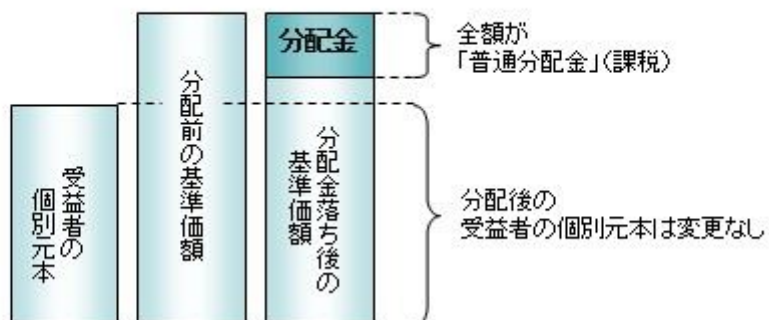 受益者の
個別元本
分配前の基準価額
分配金
分配金落ち後の
基準価額
全額が
「普通分配金」(課税)
分配後の
受益者の個別元本は変更なし